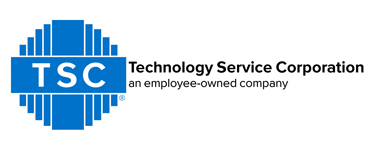 TSC®
Technology Service Corporation
an employee-owned company